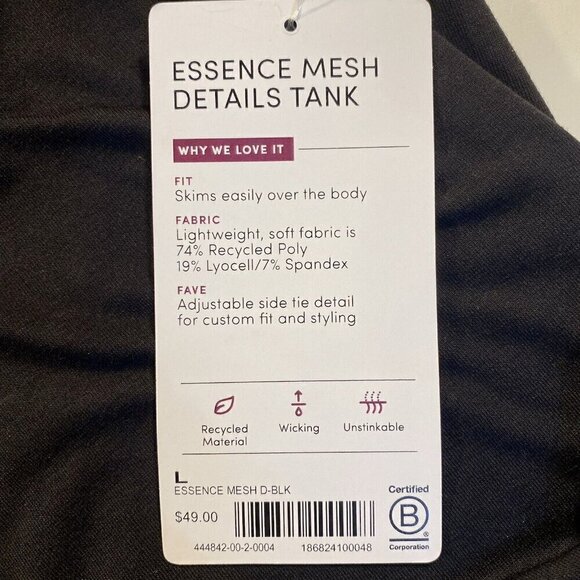 ESSENCE MESH
DETAILS TANK
WHY WE LOVE IT
FIT
Skims easily over the body
FABRIC
Lightweight, soft fabric is
74% Recycled Poly
19% Lyocell/7% Spandex
FAVE
Adjustable side tie detail
for custom fit and styling
Recycled
Material
Wicking
Unstinkable
L
ESSENCE MESH D-BLK
$49.00
444842-00-2-0004
186824100048
Certified
B
®
Corporation